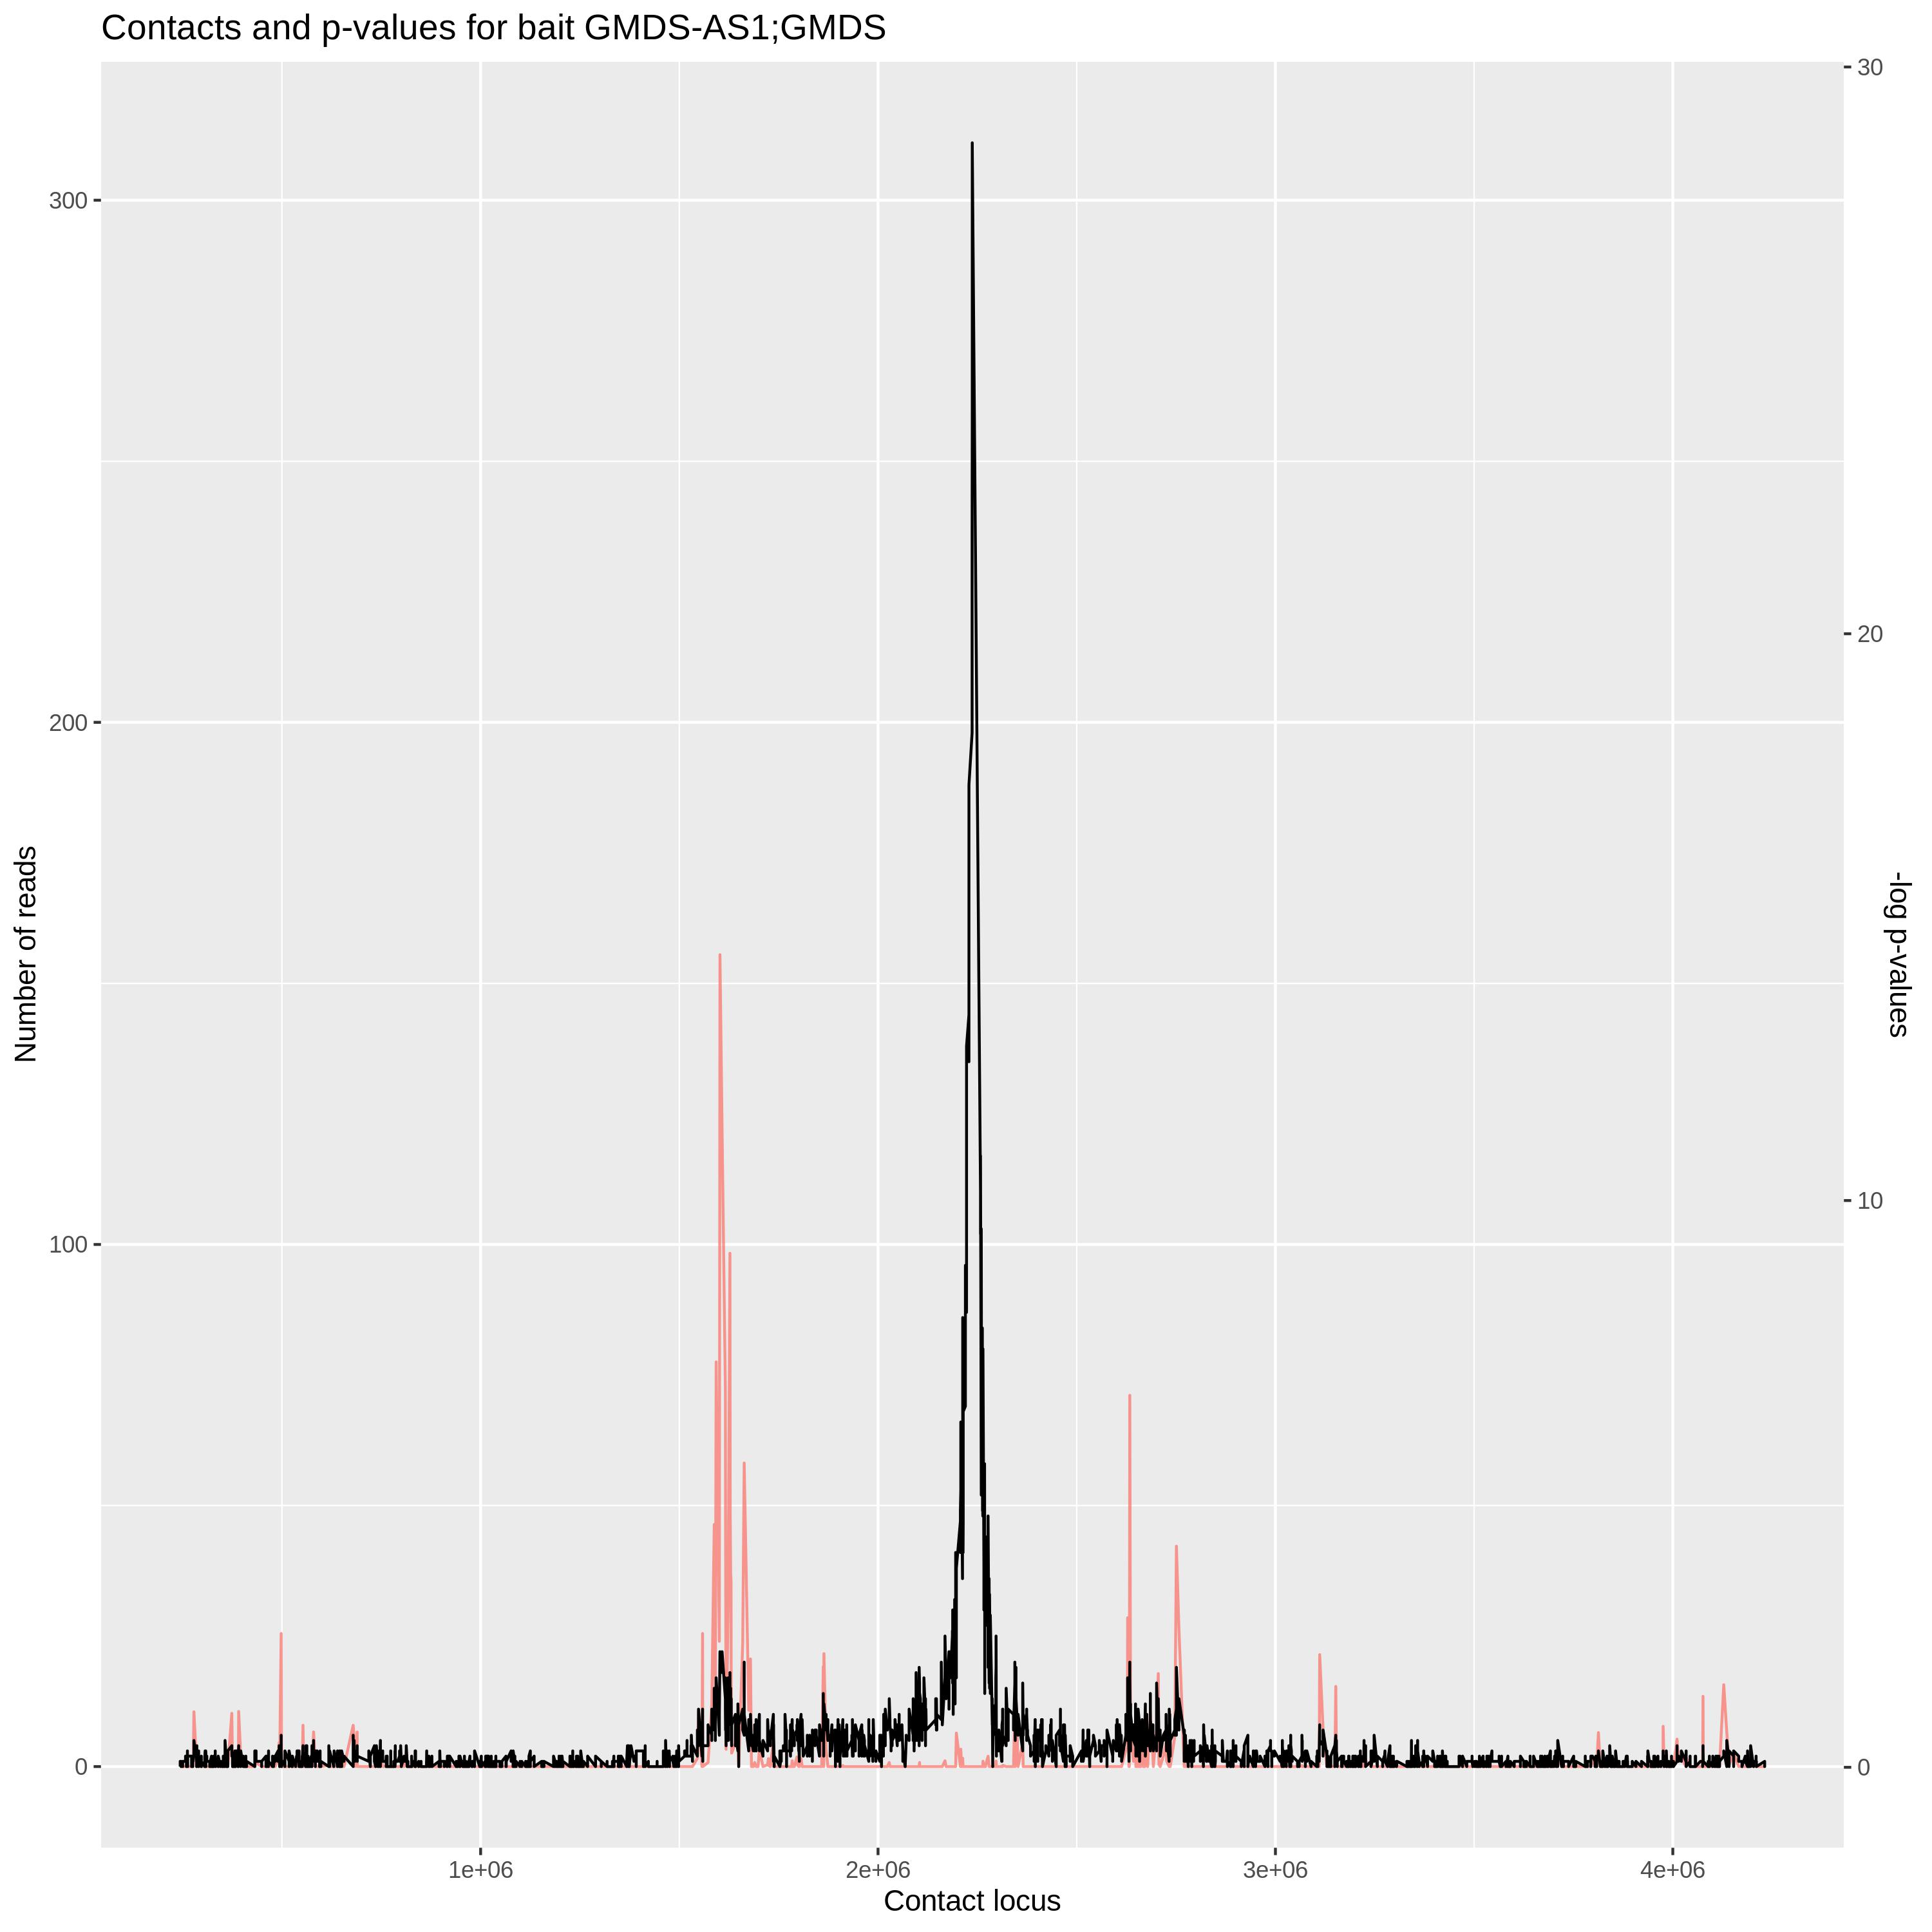 Contacts and p-values for bait GMDS-AS1;GMDS
300
200
100
0
Number of reads
30
20
10
0
-log p-values
1e+06
2e+06
3e+06
4e+06
Contact locus